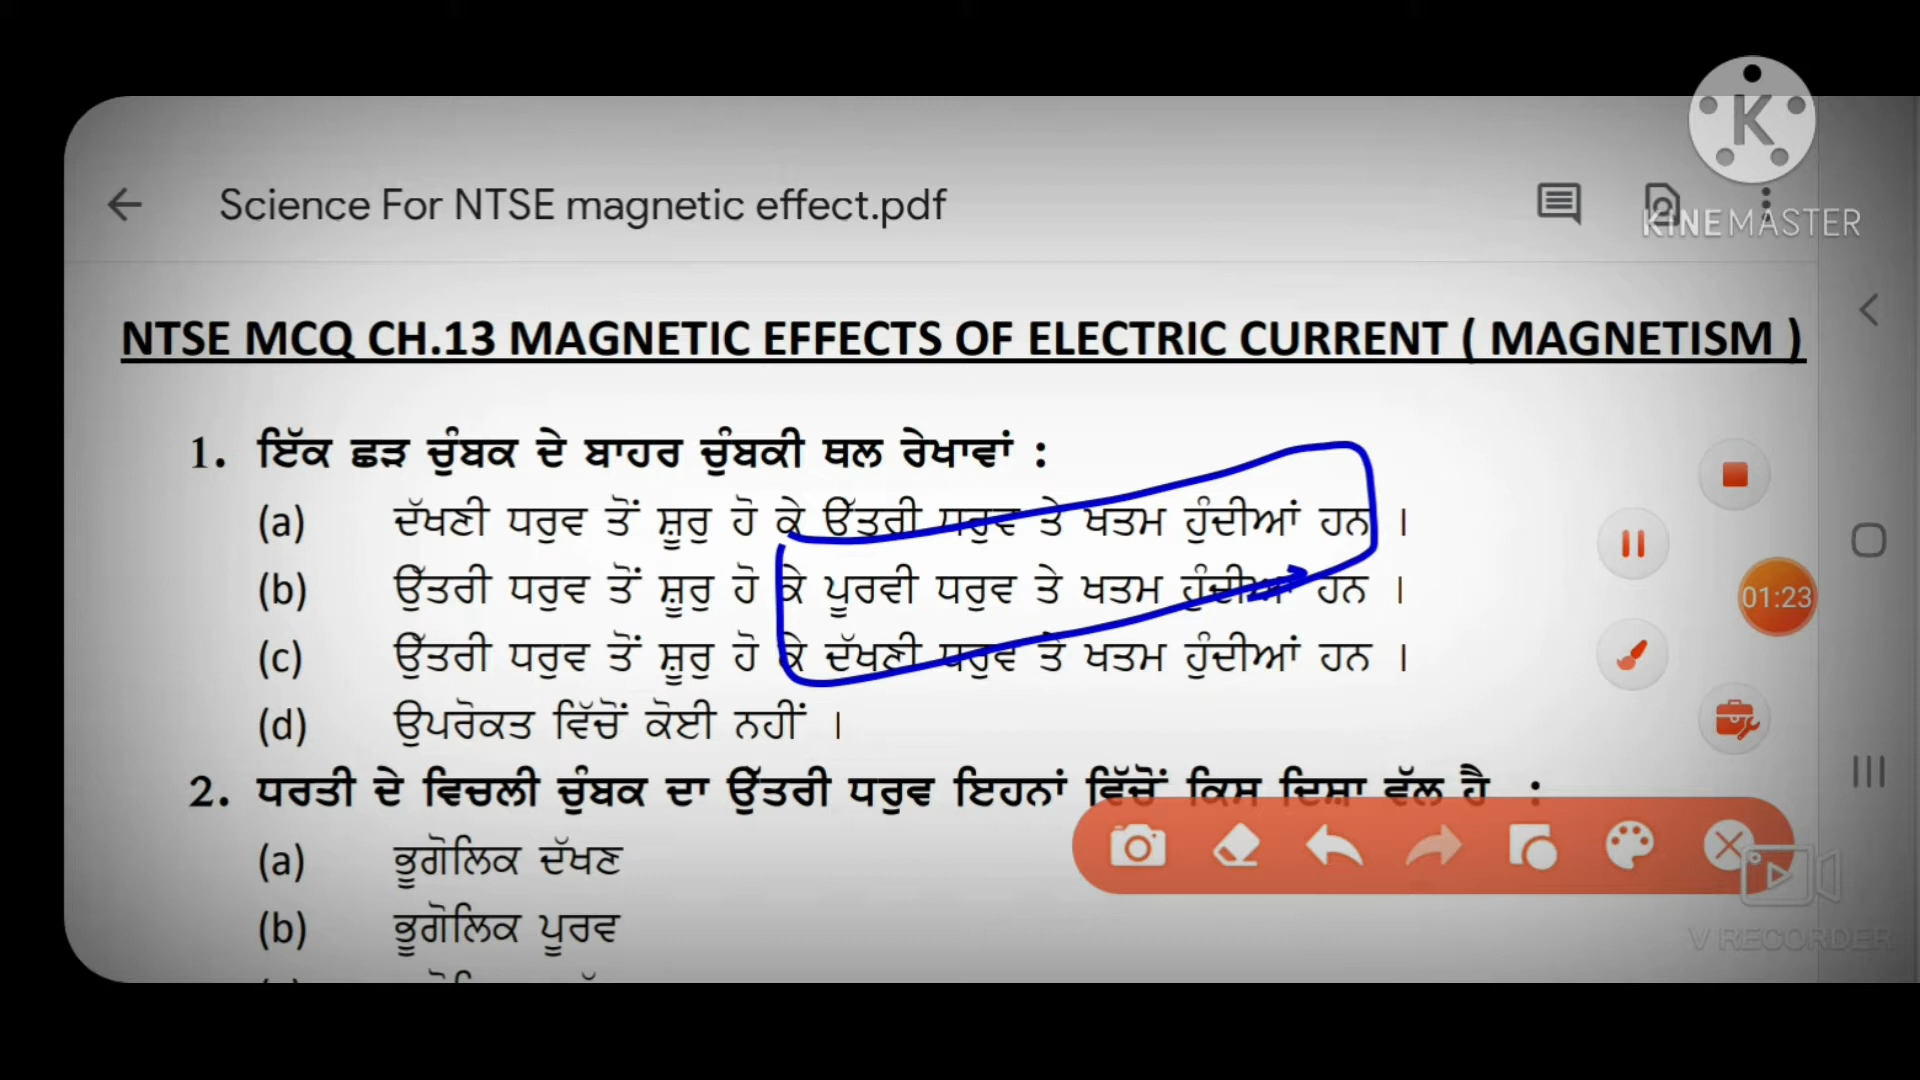 K
KINEMASTER
Science For NTSE magnetic effect.pdf
NTSE MCQ CH.13 MAGNETIC EFFECTS OF ELECTRIC CURRENT ( MAGNETISM )
1. ਇੱਕ ਛੜ ਚੁੰਬਕ ਦੇ ਬਾਹਰ ਚੁੰਬਕੀ ਥਲ ਰੇਖਾਵਾਂ :
(a) ਦੱਖਣੀ ਧਰੁਵ ਤੋਂ ਸ਼ੂਰੁ ਹੋ ਕੇ ਉੱਤਰੀ ਧਰੁਵ ਤੇ ਖਤਮ ਹੁੰਦੀਆਂ ਹਨ ।
(b) ਉੱਤਰੀ ਧਰੁਵ ਤੋਂ ਸ਼ੂਰੁ ਹੋ ਕੇ ਪੂਰਵੀ ਧਰੁਵ ਤੇ ਖਤਮ ਹੁੰਦੀਆਂ ਹਨ ।
(c) ਉੱਤਰੀ ਧਰੁਵ ਤੋਂ ਸ਼ੂਰੁ ਹੋ ਕੇ ਦੱਖਣੀ ਧਰੁਵ ਤੇ ਖਤਮ ਹੁੰਦੀਆਂ ਹਨ ।
(d) ਉਪਰੋਕਤ ਵਿੱਚੋਂ ਕੋਈ ਨਹੀਂ ।
01:23
2. ਧਰਤੀ ਦੇ ਵਿਚਲੀ ਚੁੰਬਕ ਦਾ ਉੱਤਰੀ ਧਰੁਵ ਇਹਨਾਂ ਵਿੱਚੋਂ ਕਿਸ ਦਿਸ਼ਾ ਵੱਲ ਹੈ :
(a) ਭੂਗੋਲਿਕ ਦੱਖਣ
(b) ਭੂਗੋਲਿਕ ਪੂਰਵ
V RECORDER